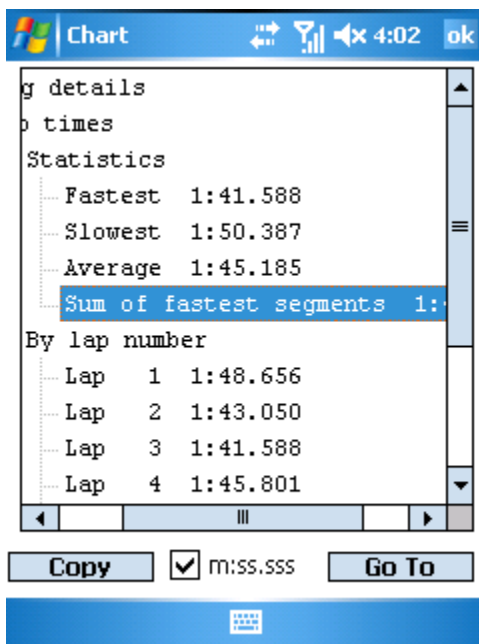 Chart 4:02 ok
g details
times
Statistics
Fastest 1:41.588
Slowest 1:50.387
Average 1:45.185
Sum of fastest segments 1:
By lap number
Lap 1 1:48.656
Lap 2 1:43.050
Lap 3 1:41.588
Lap 4 1:45.801
Copy m:ss.sss Go To